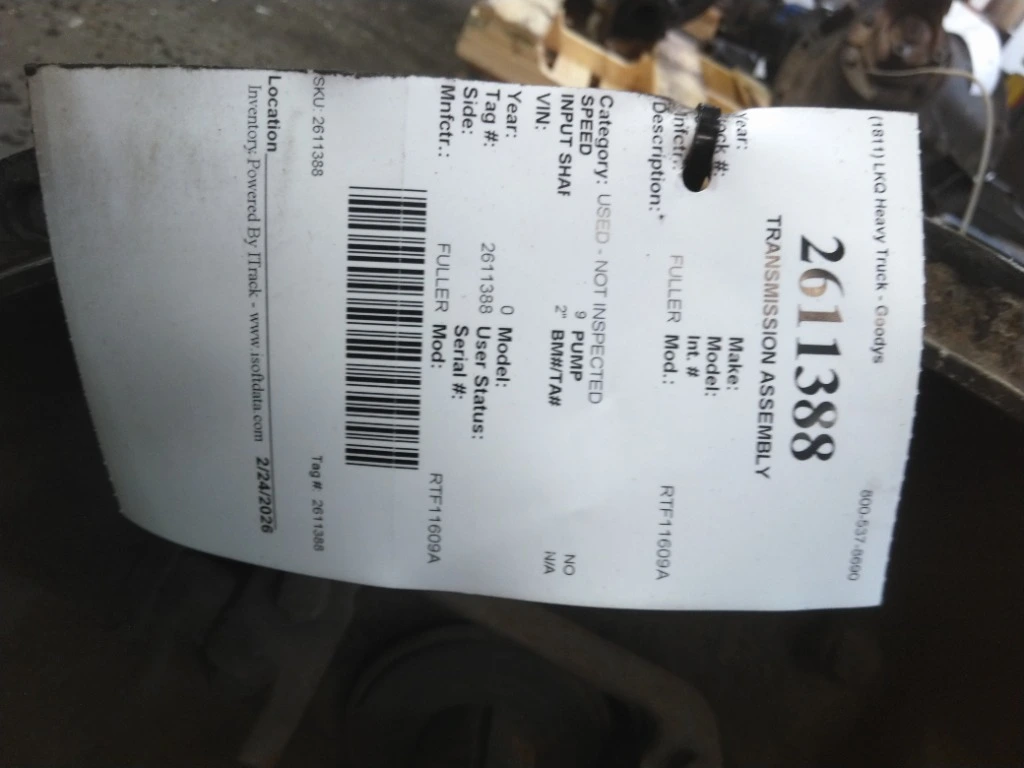 (1811) LKQ Heavy Truck - Goodys 800-537-8690
2611388
TRANSMISSION ASSEMBLY
Year: Make:
#: Model:
Mnfctr.: Int. #
FULLER Mod.: RTF11609A
Description:*
Category: USED - NOT INSPECTED
SPEED 9 PUMP NO
INPUT SHAF 2" BM#/TA# N/A
VIN:
Year: 0 Model:
Tag #: 2611388 User Status:
Side: Serial #:
Mnfctr.: FULLER Mod: RTF11609A
SKU: 2611388 Tag # 2611388
Location
Inventory Powered By ITrack - www.isoftdata.com 2/24/2026